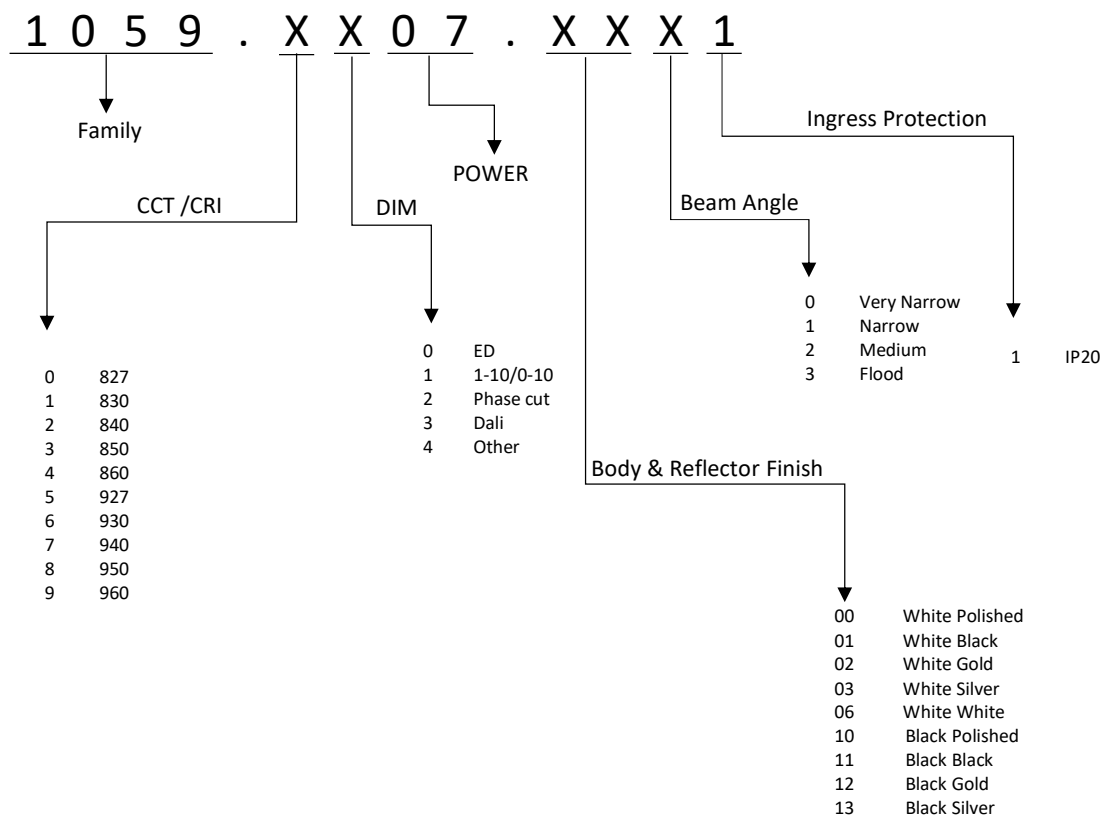 1 0 5 9 . X X 0 7 . X X X 1
Family
POWER
Ingress Protection
CCT /CRI
DIM
Beam Angle
0 827
1 830
2 840
3 850
4 860
5 927
6 930
7 940
8 950
9 960
0 ED
1 1-10/0-10
2 Phase cut
3 Dali
4 Other
0 Very Narrow
1 Narrow
2 Medium
3 Flood
1 IP20
Body & Reflector Finish
00 White Polished
01 White Black
02 White Gold
03 White Silver
06 White White
10 Black Polished
11 Black Black
12 Black Gold
13 Black Silver